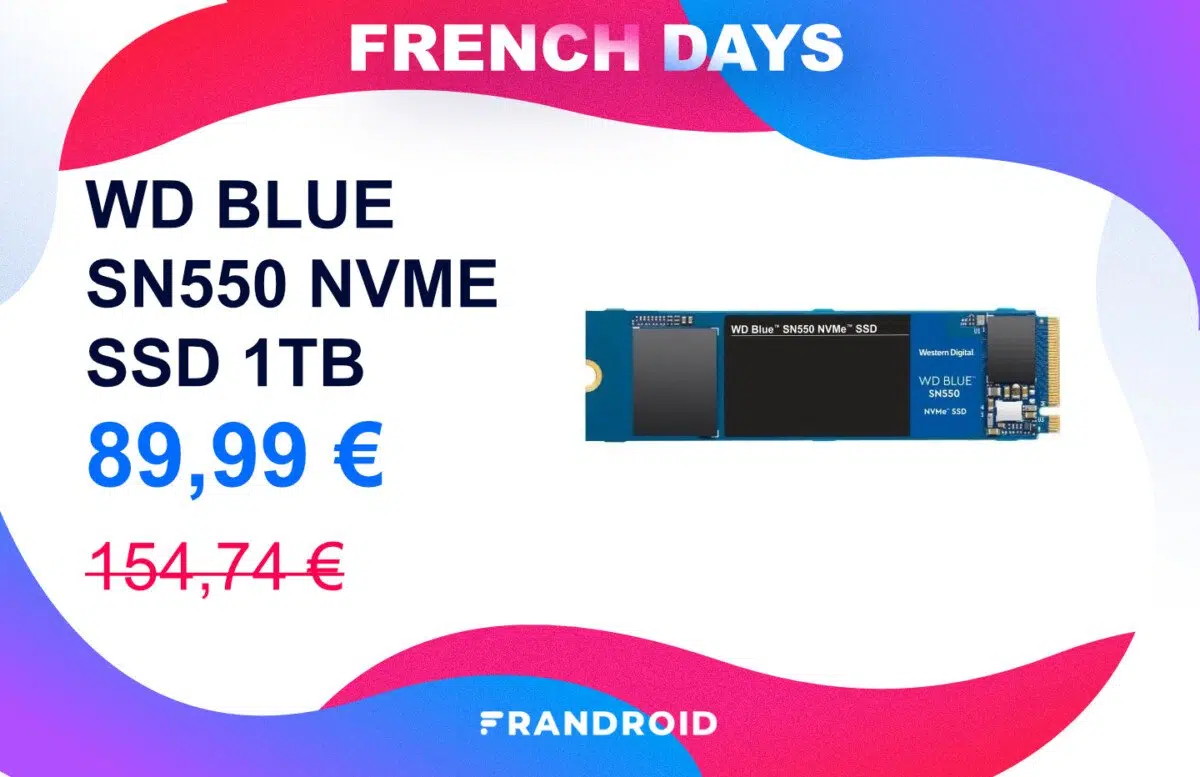 FRENCH DAYS
WD BLUE
SN550 NVME
SSD 1TB
89,99 €
154,74 €
WD Blue™ SN550 NVMe™ SSD
Western Digital
WD BLUE™
SN550
NVMe™ SSD
FRANDROID